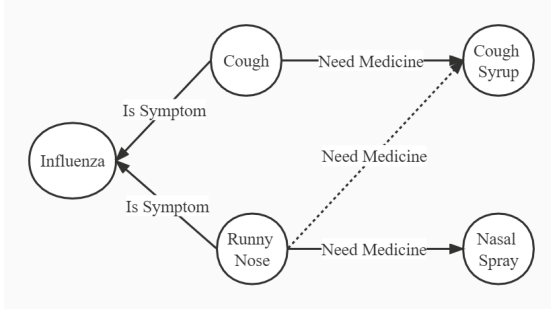 Cough
Need Medicine
Cough
Syrup
Is Symptom
Influenza
Need Medicine
Is Symptom
Runny
Nose
Need Medicine
Nasal
Spray